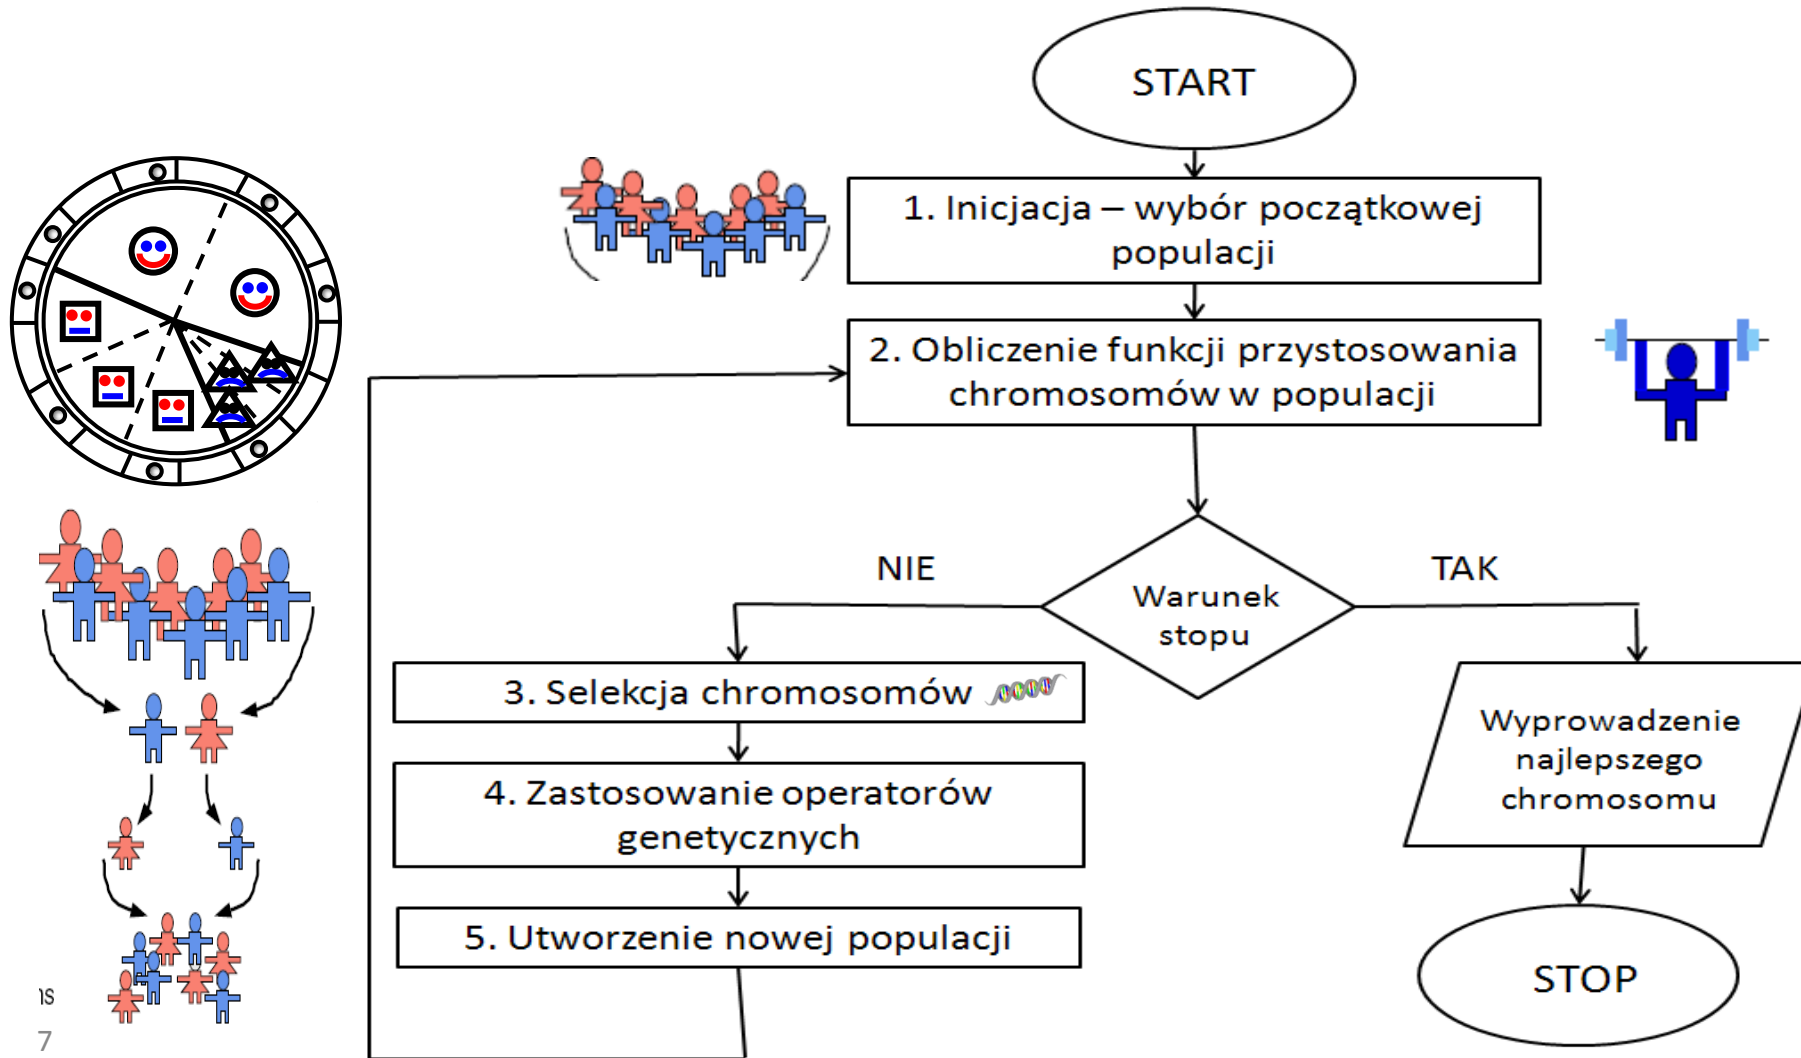 START
1. Inicjacja – wybór początkowej
populacji
2. Obliczenie funkcji przystosowania
chromosomów w populacji
NIE
TAK
Warunek
stopu
3. Selekcja chromosomów
4. Zastosowanie operatorów
genetycznych
5. Utworzenie nowej populacji
Wyprowadzenie
najlepszego
chromosomu
STOP
7